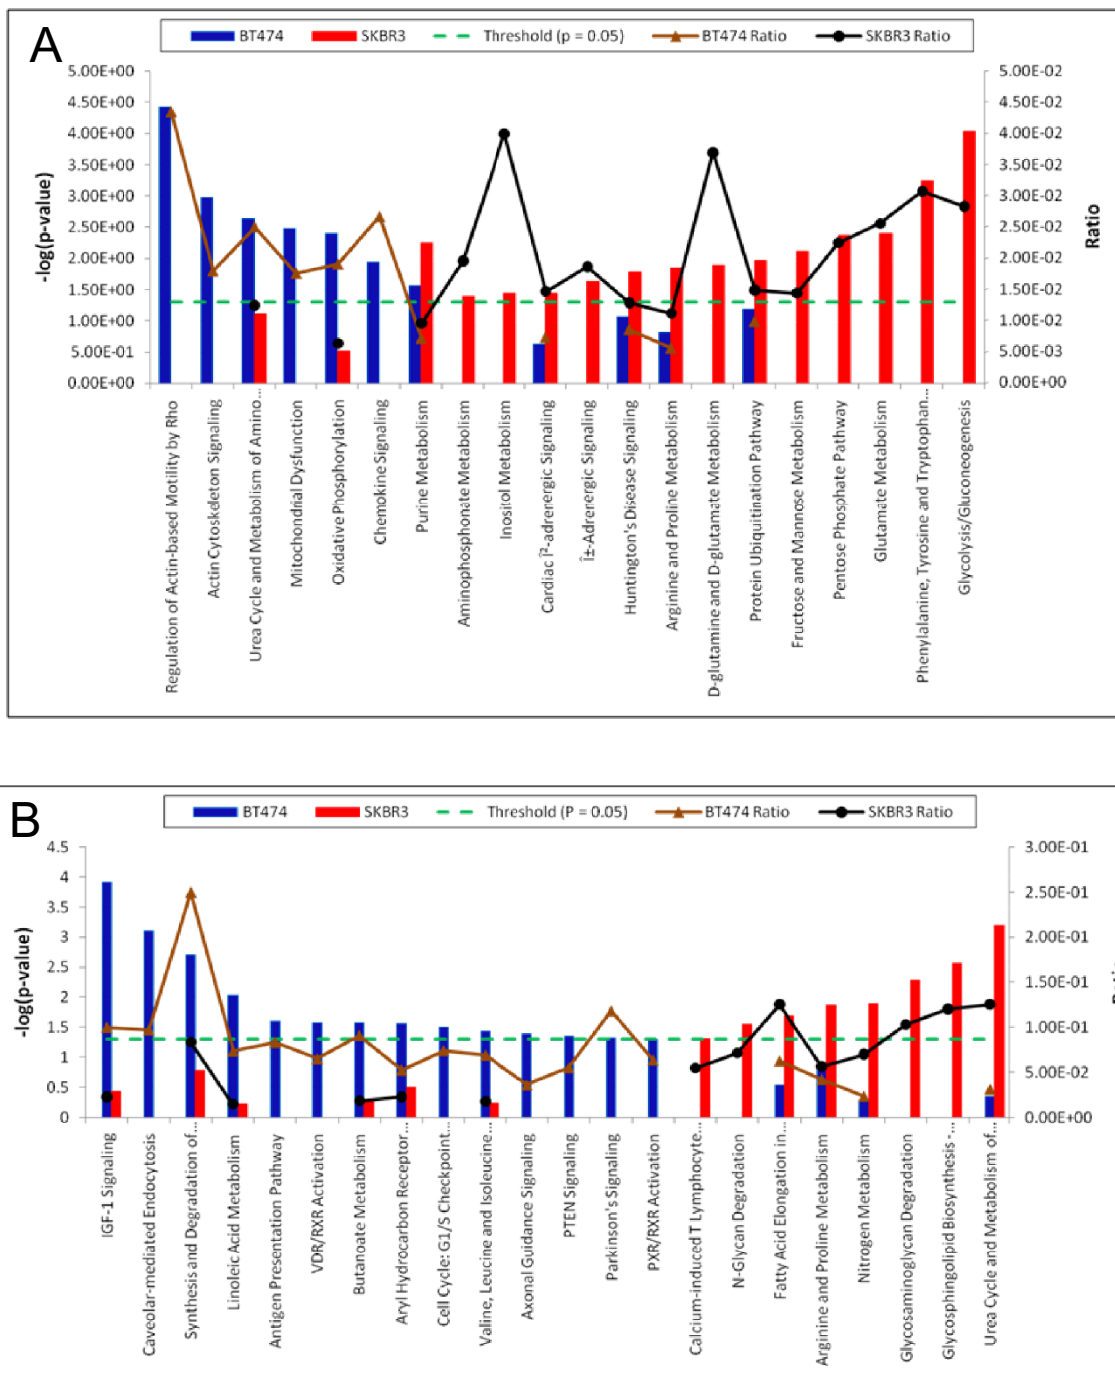 A
BT474 SKBR3 Threshold (p = 0.05) BT474 Ratio SKBR3 Ratio
5.00E+00
4.50E+00
4.00E+00
3.50E+00
3.00E+00
2.50E+00
2.00E+00
1.50E+00
1.00E+00
5.00E-01
0.00E+00
-log(p-value)
5.00E-02
4.50E-02
4.00E-02
3.50E-02
3.00E-02
2.50E-02
2.00E-02
1.50E-02
1.00E-02
5.00E-03
0.00E+00
Ratio
Regulation of Actin-based Motility by Rho
Actin Cytoskeleton Signaling
Urea Cycle and Metabolism of Amino...
Mitochondrial Dysfunction
Oxidative Phosphorylation
Chemokine Signaling
Purine Metabolism
Aminophosphonate Metabolism
Inositol Metabolism
Cardiac Î²-adrenergic Signaling
Î±-Adrenergic Signaling
Huntington's Disease Signaling
Arginine and Proline Metabolism
D-glutamine and D-glutamate Metabolism
Protein Ubiquitination Pathway
Fructose and Mannose Metabolism
Pentose Phosphate Pathway
Glutamate Metabolism
Phenylalanine, Tyrosine and Tryptophan...
Glycolysis/Gluconeogenesis
B
BT474 SKBR3 Threshold (P = 0.05) BT474 Ratio SKBR3 Ratio
4.5
4
3.5
3
2.5
2
1.5
1
0.5
0
-log(p-value)
3.00E-01
2.50E-01
2.00E-01
1.50E-01
1.00E-01
5.00E-02
0.00E+00
IGF-1 Signaling
Caveolar-mediated Endocytosis
Synthesis and Degradation of...
Linoleic Acid Metabolism
Antigen Presentation Pathway
VDR/RXR Activation
Butanoate Metabolism
Aryl Hydrocarbon Receptor...
Cell Cycle: G1/S Checkpoint...
Valine, Leucine and Isoleucine...
Axonal Guidance Signaling
PTEN Signaling
Parkinson's Signaling
PXR/RXR Activation
Calcium-induced T Lymphocyte...
N-Glycan Degradation
Fatty Acid Elongation in...
Arginine and Proline Metabolism
Nitrogen Metabolism
Glycosaminoglycan Degradation
Glycosphingolipid Biosynthesis -...
Urea Cycle and Metabolism of...